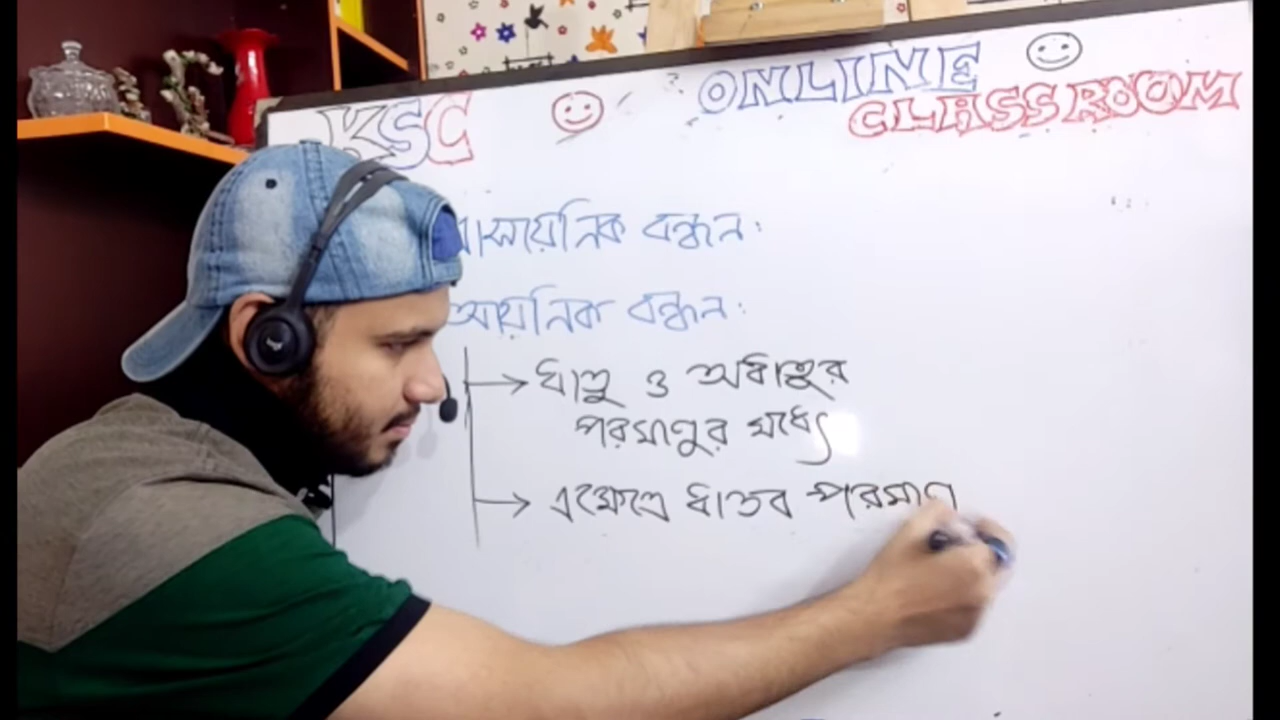 KSC
ONLINE
CLASSROOM
রাসায়নিক বন্ধন:
আয়নিক বন্ধন:
ধাতু ও অধাতুর
পরমাণুর মধ্যে
এক্ষেত্রে ধাতব পরমাণ